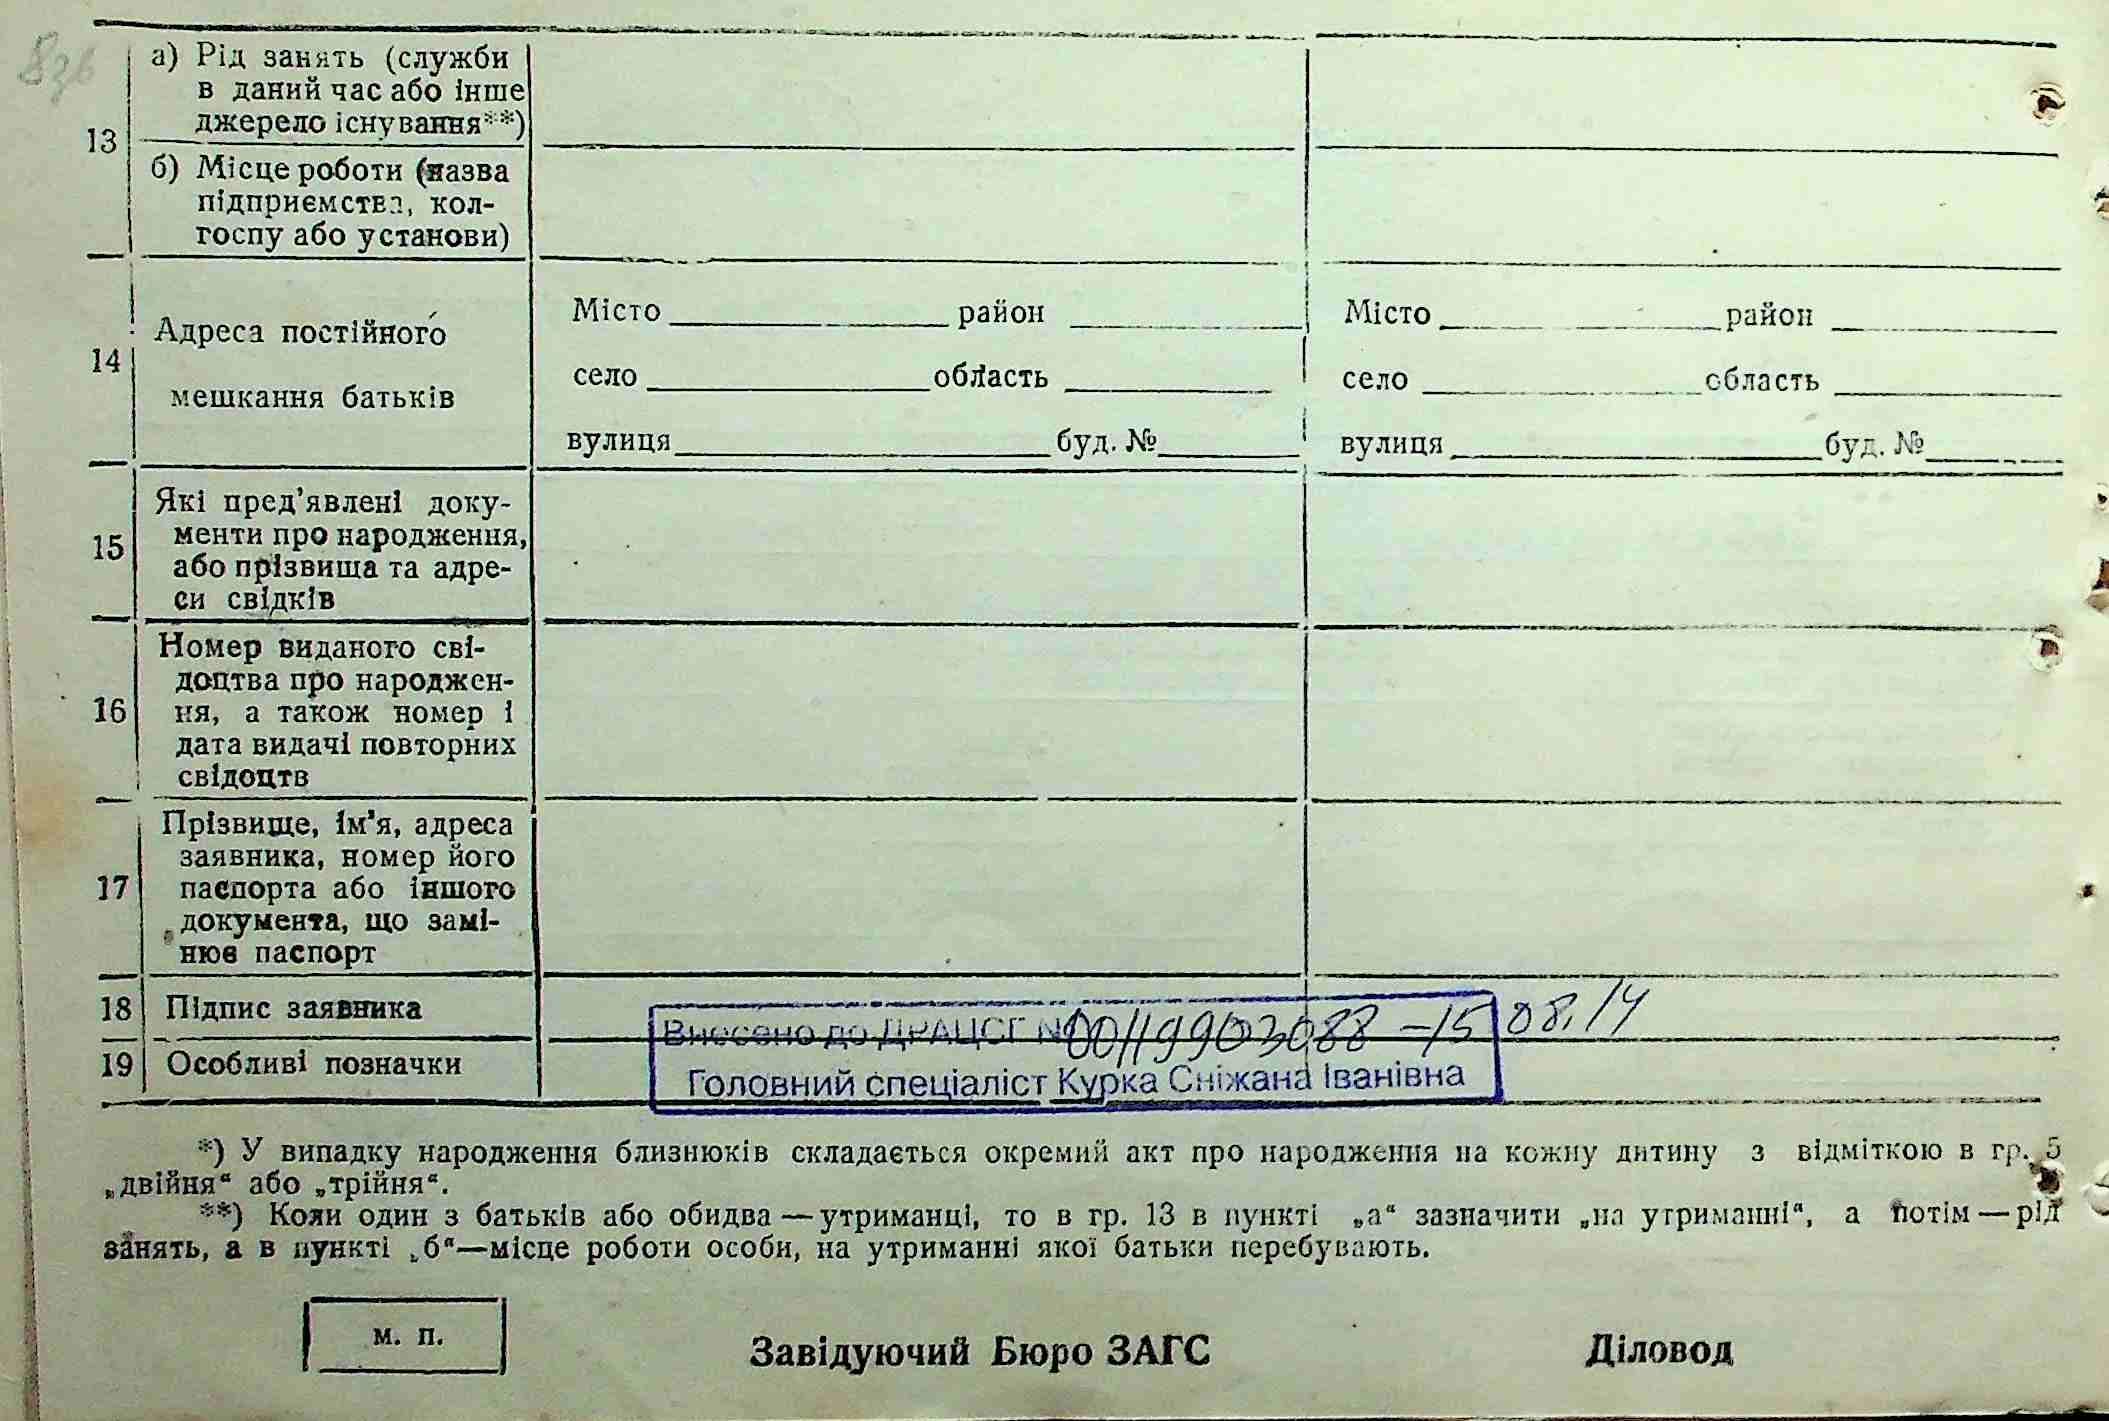 8зв
13
а) Рід занять (служби
в даний час або інше
джерело існування**)
б) Місце роботи (назва
підприємства, кол-
госпу або установи)
14
Адреса постійного
мешкання батьків
Місто район Місто район
село область село область
вулиця буд. № вулиця буд. №
15
Які пред’явлені доку-
менти про народження,
або прізвища та адре-
си свідків
16
Номер виданого сві-
доцтва про народжен-
ня, а також номер і
дата видачі повторних
свідоцтв
17
Прізвище, ім’я, адреса
заявника, номер його
паспорта або іншого
документа, що замі-
нює паспорт
18 Підпис заявника
Внесено до ДРАЦСГ №00119903088 – 15 08.14
19 Особливі позначки
Головний спеціаліст Курка Сніжана Іванівна
*) У випадку народження близнюків складається окремий акт про народження на кожну дитину з відміткою в гр. 5
„двійня“ або „трійня“.
**) Коли один з батьків або обидва — утриманці, то в гр. 13 в пункті „а“ зазначити „на утриманні“, а потім — рід
занять, а в пункті „б“—місце роботи особи, на утриманні якої батьки перебувають.
м. п.
Завідуючий Бюро ЗАГС Діловод